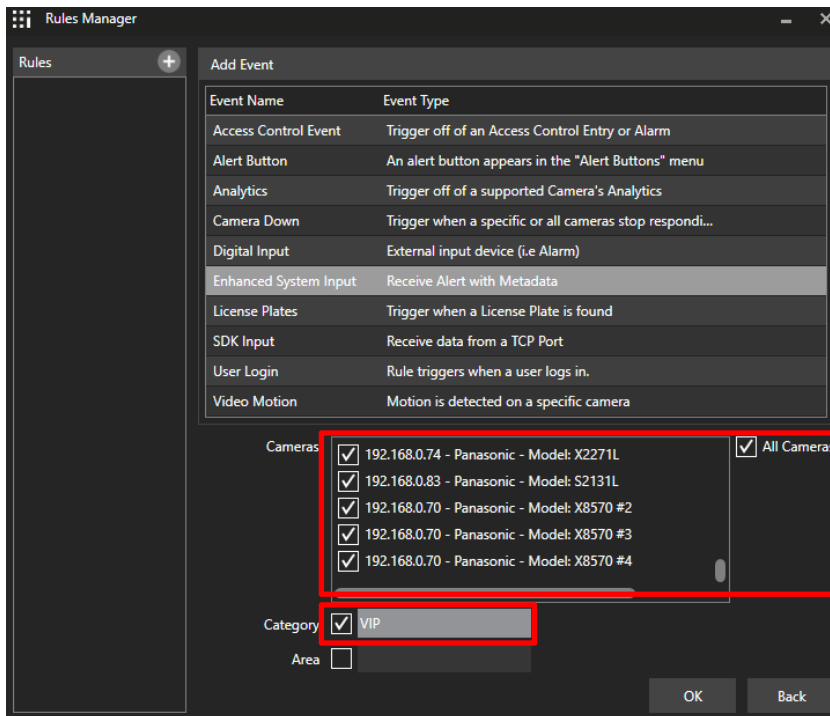 Rules Manager
Rules
Add Event
Event Name Event Type
Access Control Event Trigger off of an Access Control Entry or Alarm
Alert Button An alert button appears in the "Alert Buttons" menu
Analytics Trigger off of a supported Camera's Analytics
Camera Down Trigger when a specific or all cameras stop respondi...
Digital Input External input device (i.e Alarm)
Enhanced System Input Receive Alert with Metadata
License Plates Trigger when a License Plate is found
SDK Input Receive data from a TCP Port
User Login Rule triggers when a user logs in.
Video Motion Motion is detected on a specific camera
Cameras 192.168.0.74 - Panasonic - Model: X2271L All Cameras
192.168.0.83 - Panasonic - Model: S2131L
192.168.0.70 - Panasonic - Model: X8570 #2
192.168.0.70 - Panasonic - Model: X8570 #3
192.168.0.70 - Panasonic - Model: X8570 #4
Category VIP
Area
OK Back